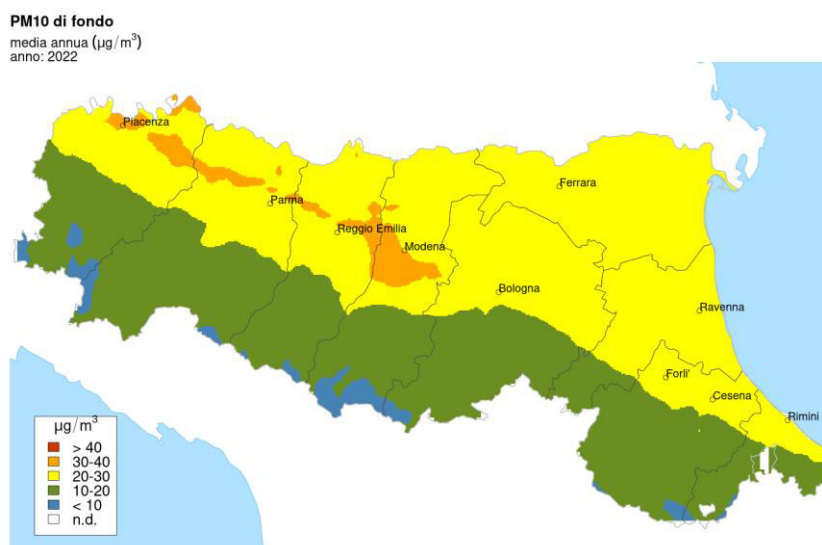 PM10 di fondo
media annua (µg/m³)
anno: 2022
Piacenza
Parma
Reggio Emilia
Modena
Ferrara
Bologna
Ravenna
Forli'
Cesena
Rimini
µg/m³
> 40
30-40
20-30
10-20
< 10
n.d.